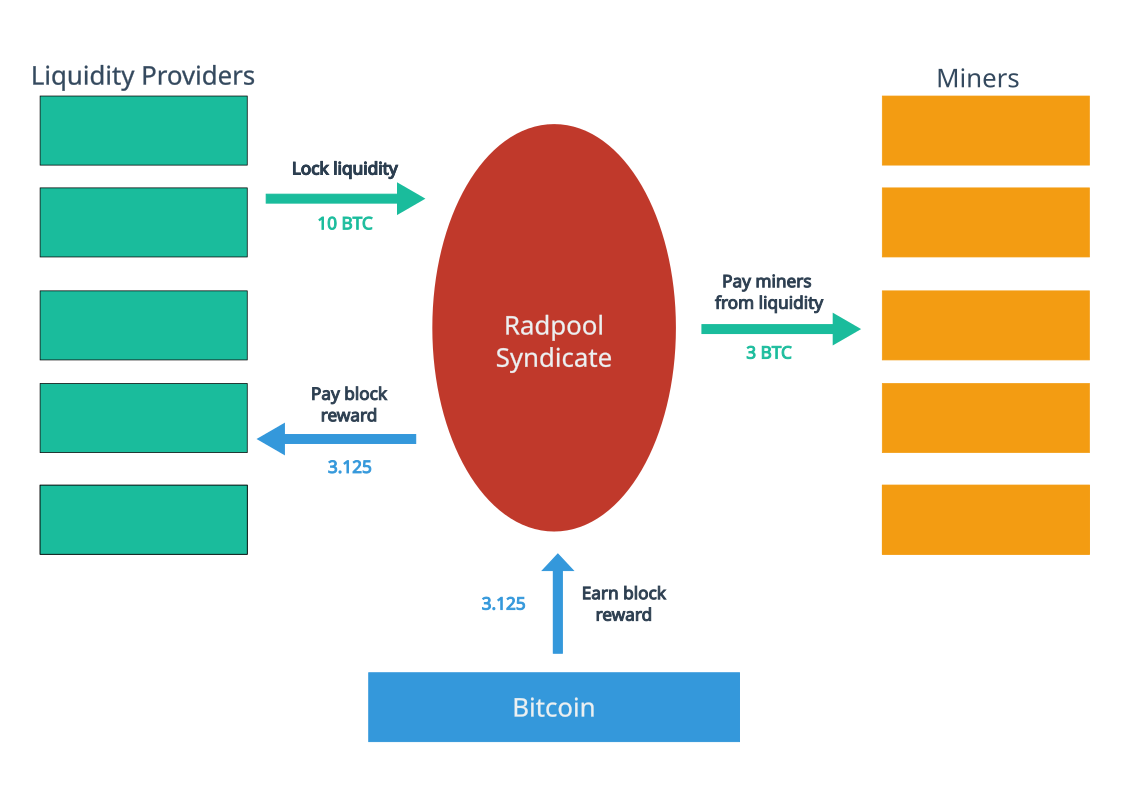 Liquidity Providers
Miners
Lock liquidity
10 BTC
Pay miners
from liquidity
3 BTC
Radpool
Syndicate
Pay block
reward
3.125
3.125
Earn block
reward
Bitcoin